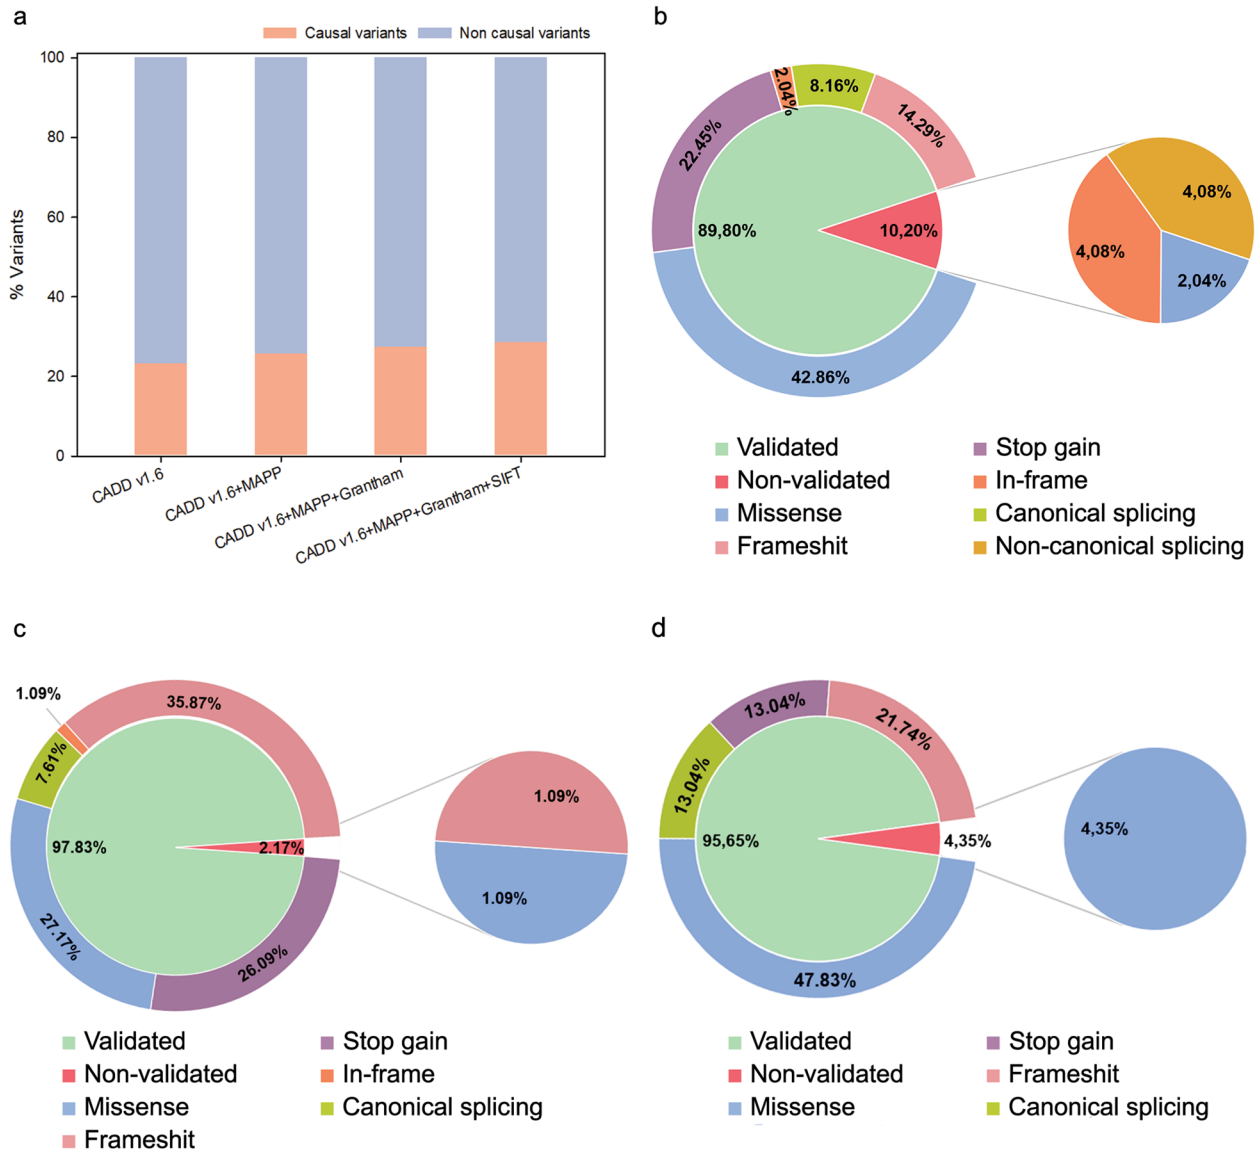 a
Causal variants
Non causal variants
100
80
60
40
20
0
% Variants
CADD v1.6
CADD v1.6+MAPP
CADD v1.6+MAPP+Grantham
CADD v1.6+MAPP+Grantham+SIFT
b
2.04%
8.16%
14.29%
22.45%
89,80%
10,20%
42.86%
4,08%
4,08%
2,04%
Validated
Non-validated
Missense
Frameshit
Stop gain
In-frame
Canonical splicing
Non-canonical splicing
c
1.09%
35.87%
7.61%
97.83%
2.17%
27.17%
26.09%
1.09%
1.09%
Validated
Non-validated
Missense
Frameshit
Stop gain
In-frame
Canonical splicing
d
13.04%
21.74%
13.04%
95,65%
4,35%
47.83%
4,35%
Validated
Non-validated
Missense
Stop gain
Frameshit
Canonical splicing